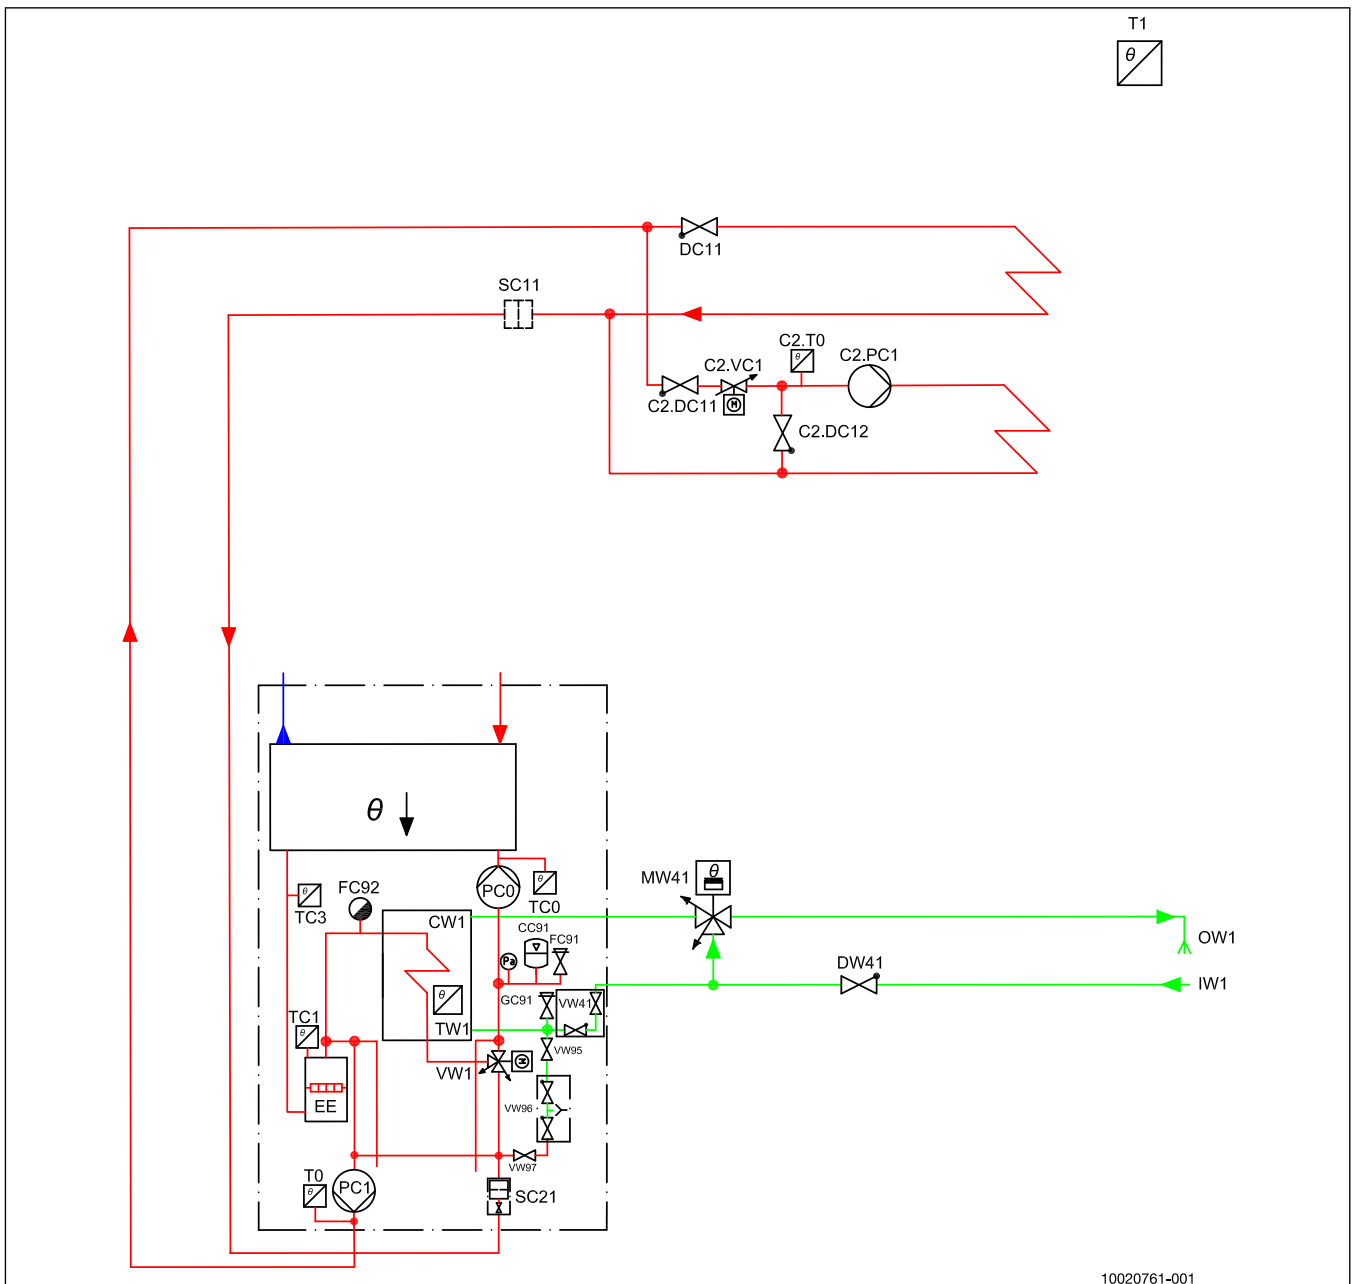 T1
θ
DC11
SC11
C2.T0
θ
C2.VC1
C2.PC1
M
C2.DC11
C2.DC12
θ
MW41
θ
FC92
PC0
θ
θ
TC3
TC0
CW1
CC91
FC91
OW1
Pa
DW41
IW1
θ
GC91
VW41
TC1
TW1
θ
VW95
VW1
M
EE
VW96
VW97
T0
θ
PC1
SC21
10020761-001